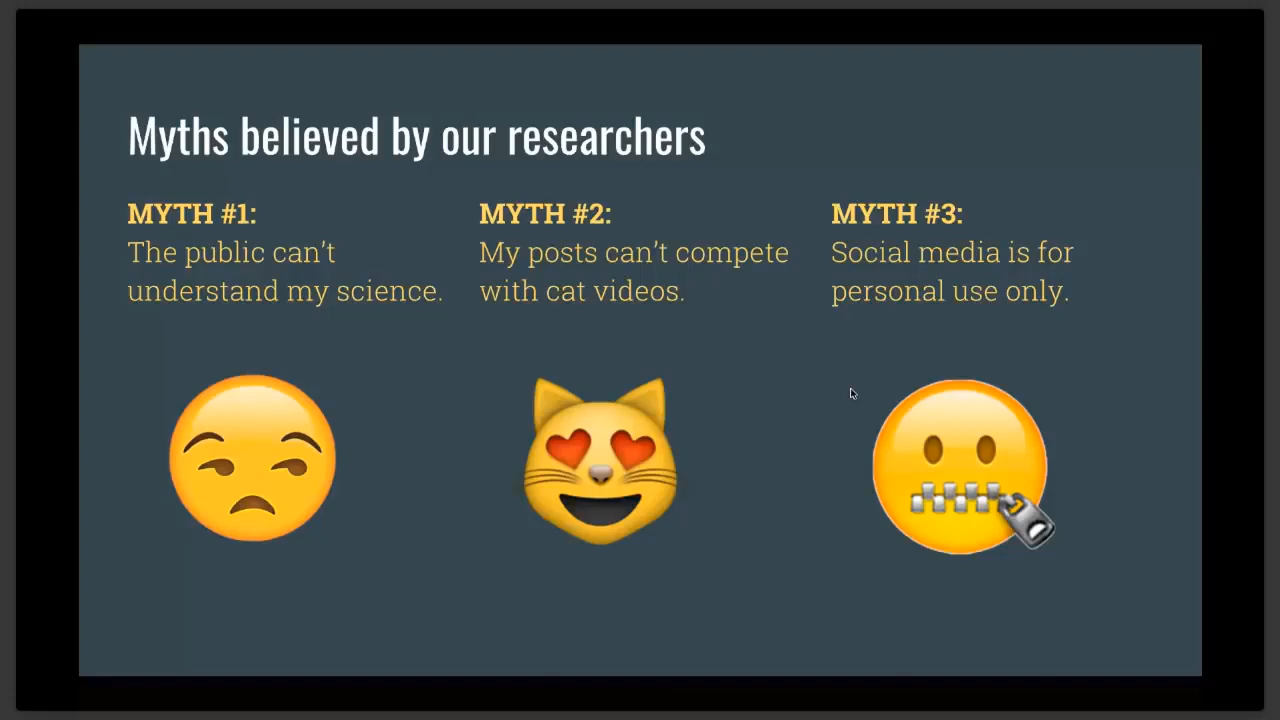 Myths believed by our researchers
MYTH #1:
The public can’t
understand my science.
MYTH #2:
My posts can’t compete
with cat videos.
MYTH #3:
Social media is for
personal use only.